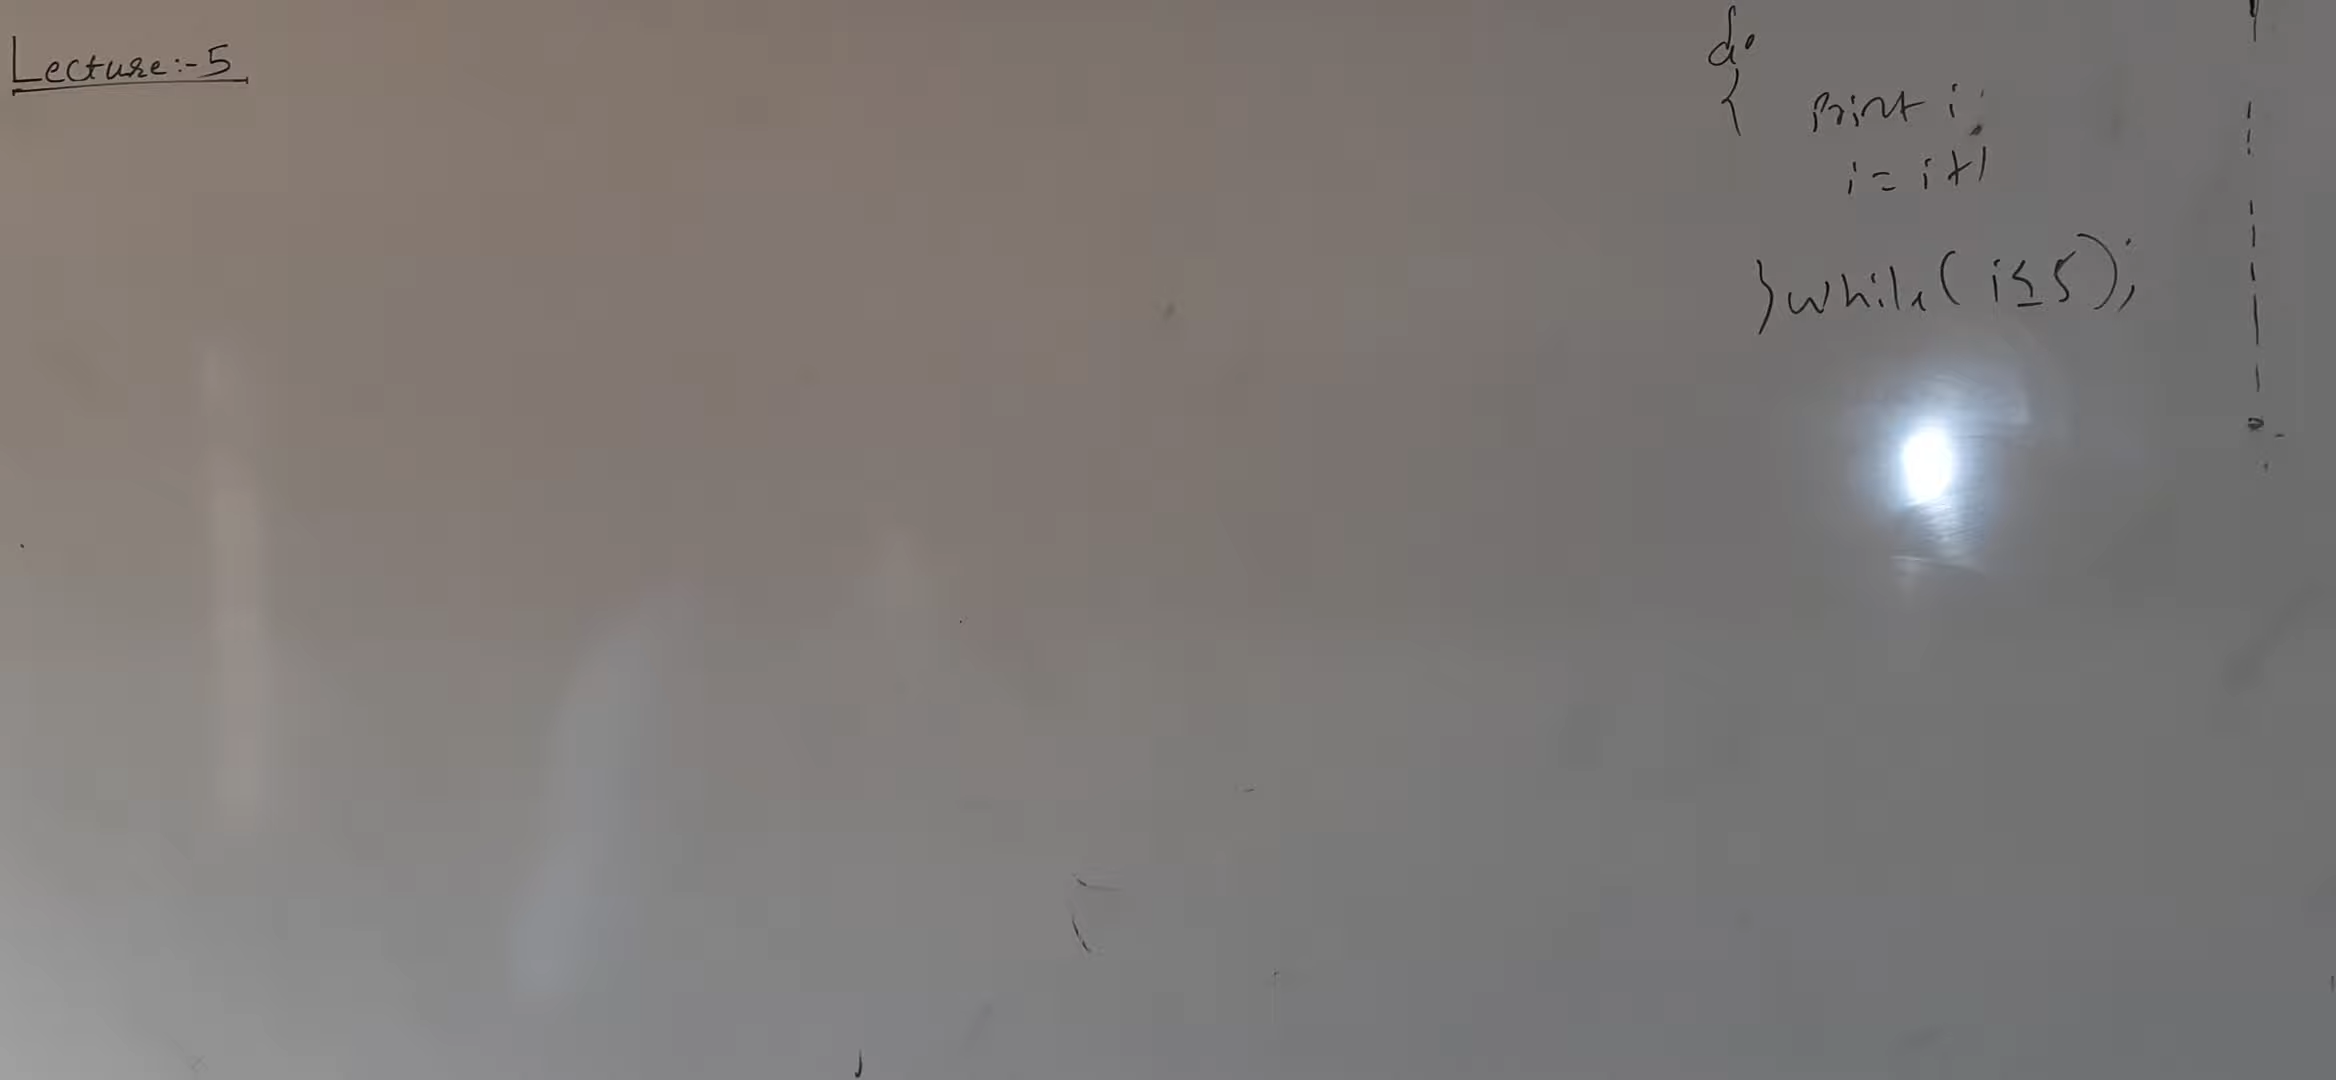 Lecture:-5
do
{ Print i;
i = i+1
}while( i≤5);